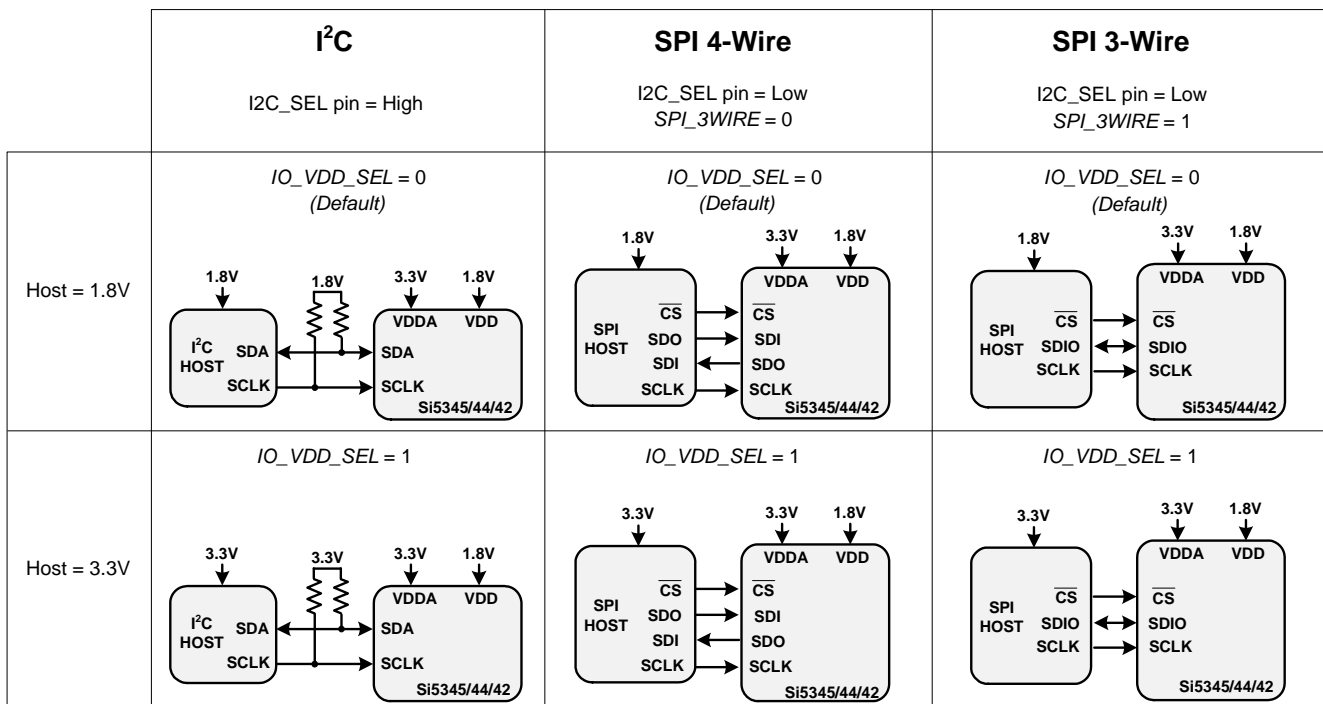 I²C
I2C_SEL pin = High
SPI 4-Wire
I2C_SEL pin = Low
SPI_3WIRE = 0
SPI 3-Wire
I2C_SEL pin = Low
SPI_3WIRE = 1
Host = 1.8V
IO_VDD_SEL = 0
(Default)
1.8V
1.8V
3.3V
1.8V
VDDA
VDD
I²C
HOST
SDA
SDA
SCLK
SCLK
Si5345/44/42
IO_VDD_SEL = 0
(Default)
1.8V
3.3V
1.8V
VDDA
VDD
SPI
HOST
CS
CS
SDO
SDI
SDI
SDO
SCLK
SCLK
Si5345/44/42
IO_VDD_SEL = 0
(Default)
1.8V
3.3V
1.8V
VDDA
VDD
SPI
HOST
CS
CS
SDIO
SDIO
SCLK
SCLK
Si5345/44/42
Host = 3.3V
IO_VDD_SEL = 1
3.3V
3.3V
3.3V
1.8V
VDDA
VDD
I²C
HOST
SDA
SDA
SCLK
SCLK
Si5345/44/42
IO_VDD_SEL = 1
3.3V
3.3V
1.8V
VDDA
VDD
SPI
HOST
CS
CS
SDO
SDI
SDI
SDO
SCLK
SCLK
Si5345/44/42
IO_VDD_SEL = 1
3.3V
3.3V
1.8V
VDDA
VDD
SPI
HOST
CS
CS
SDIO
SDIO
SCLK
SCLK
Si5345/44/42